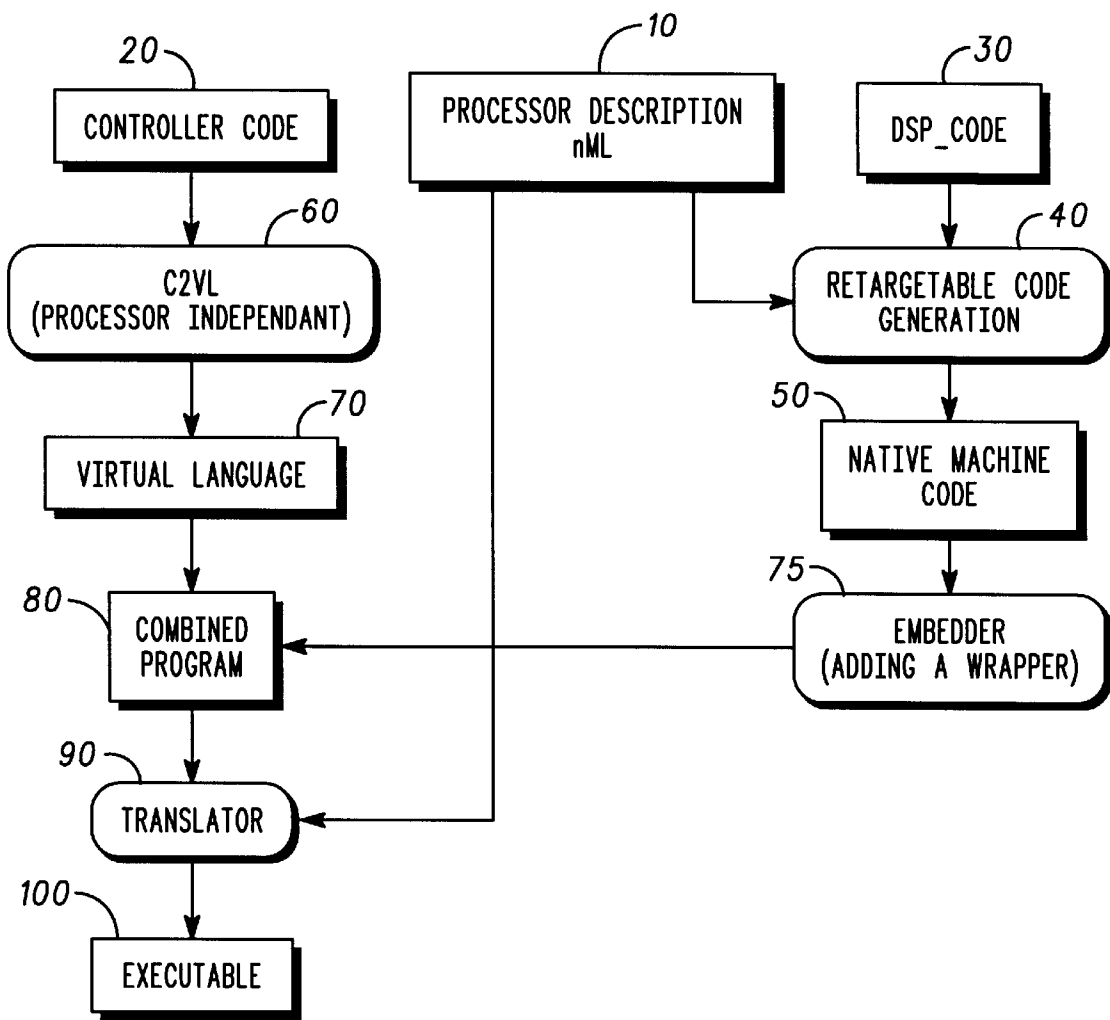 20
CONTROLLER CODE
10
PROCESSOR DESCRIPTION
nML
30
DSP_CODE
60
C2VL
(PROCESSOR INDEPENDANT)
40
RETARGETABLE CODE
GENERATION
70
VIRTUAL LANGUAGE
50
NATIVE MACHINE
CODE
80
COMBINED
PROGRAM
75
EMBEDDER
(ADDING A WRAPPER)
90
TRANSLATOR
100
EXECUTABLE